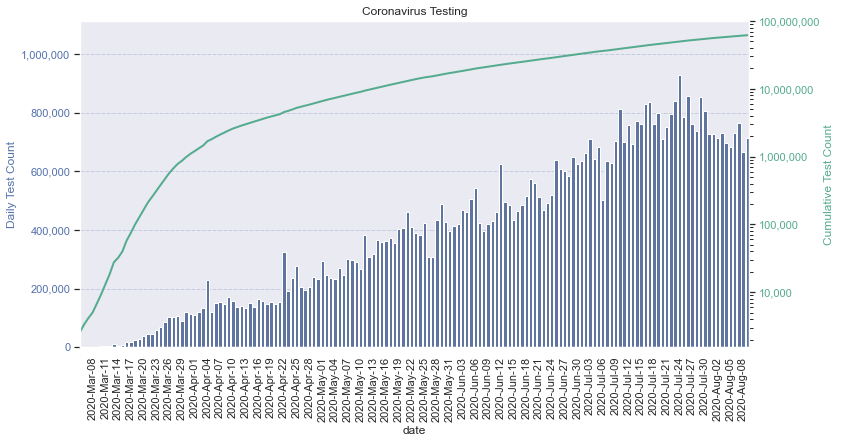 Coronavirus Testing
Daily Test Count
1,000,000
800,000
600,000
400,000
200,000
0
100,000,000
10,000,000
1,000,000
100,000
10,000
Cumulative Test Count
2020-Mar-08
2020-Mar-11
2020-Mar-14
2020-Mar-17
2020-Mar-20
2020-Mar-23
2020-Mar-26
2020-Mar-29
2020-Apr-01
2020-Apr-04
2020-Apr-07
2020-Apr-10
2020-Apr-13
2020-Apr-16
2020-Apr-19
2020-Apr-22
2020-Apr-25
2020-Apr-28
2020-May-01
2020-May-04
2020-May-07
2020-May-10
2020-May-13
2020-May-16
2020-May-19
2020-May-22
2020-May-25
2020-May-28
2020-May-31
2020-Jun-03
2020-Jun-06
2020-Jun-09
2020-Jun-12
2020-Jun-15
2020-Jun-18
2020-Jun-21
2020-Jun-24
2020-Jun-27
2020-Jun-30
2020-Jul-03
2020-Jul-06
2020-Jul-09
2020-Jul-12
2020-Jul-15
2020-Jul-18
2020-Jul-21
2020-Jul-24
2020-Jul-27
2020-Jul-30
2020-Aug-02
2020-Aug-05
2020-Aug-08
date